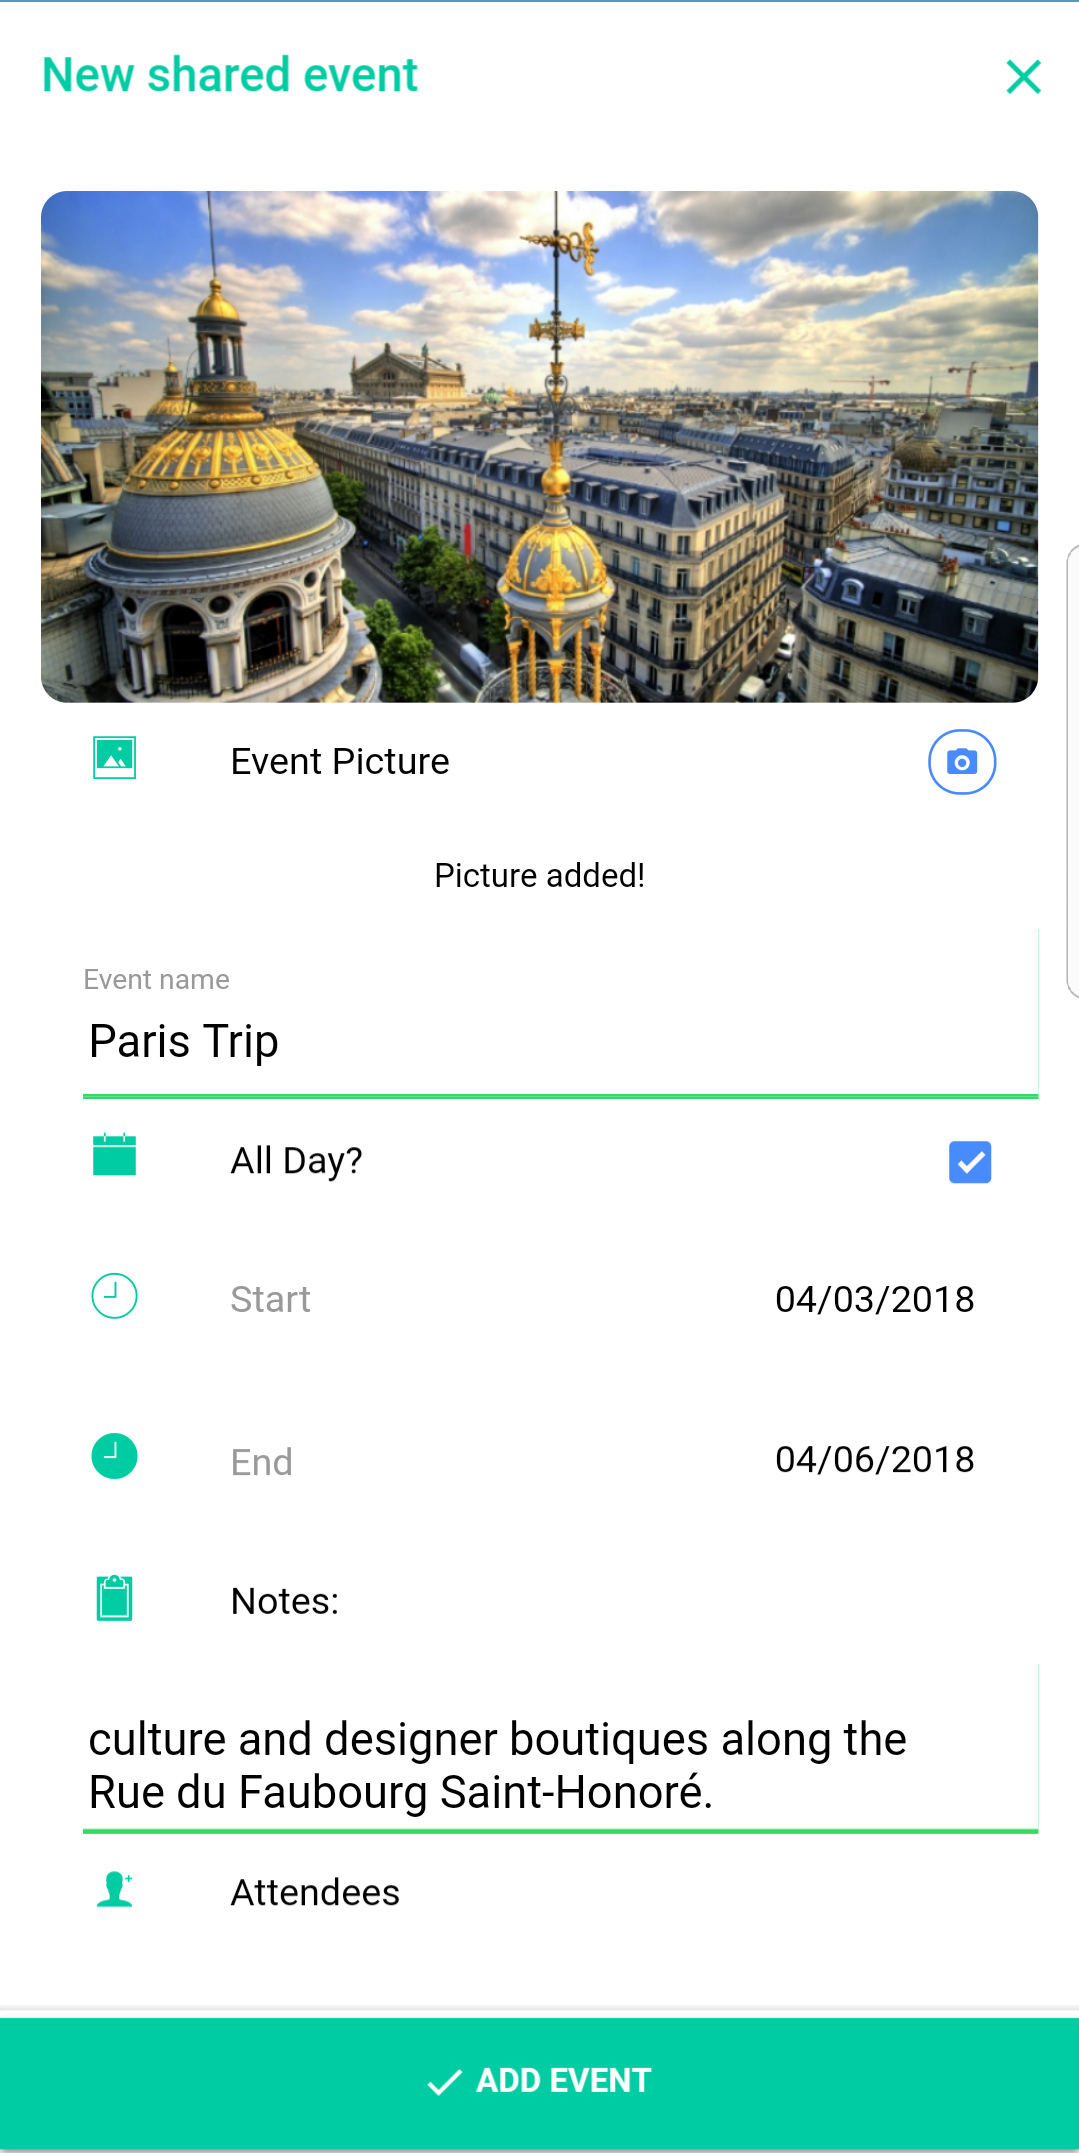 New shared event
Event Picture
Picture added!
Event name
Paris Trip
All Day?
Start 04/03/2018
End 04/06/2018
Notes:
culture and designer boutiques along the
Rue du Faubourg Saint-Honoré.
Attendees
ADD EVENT